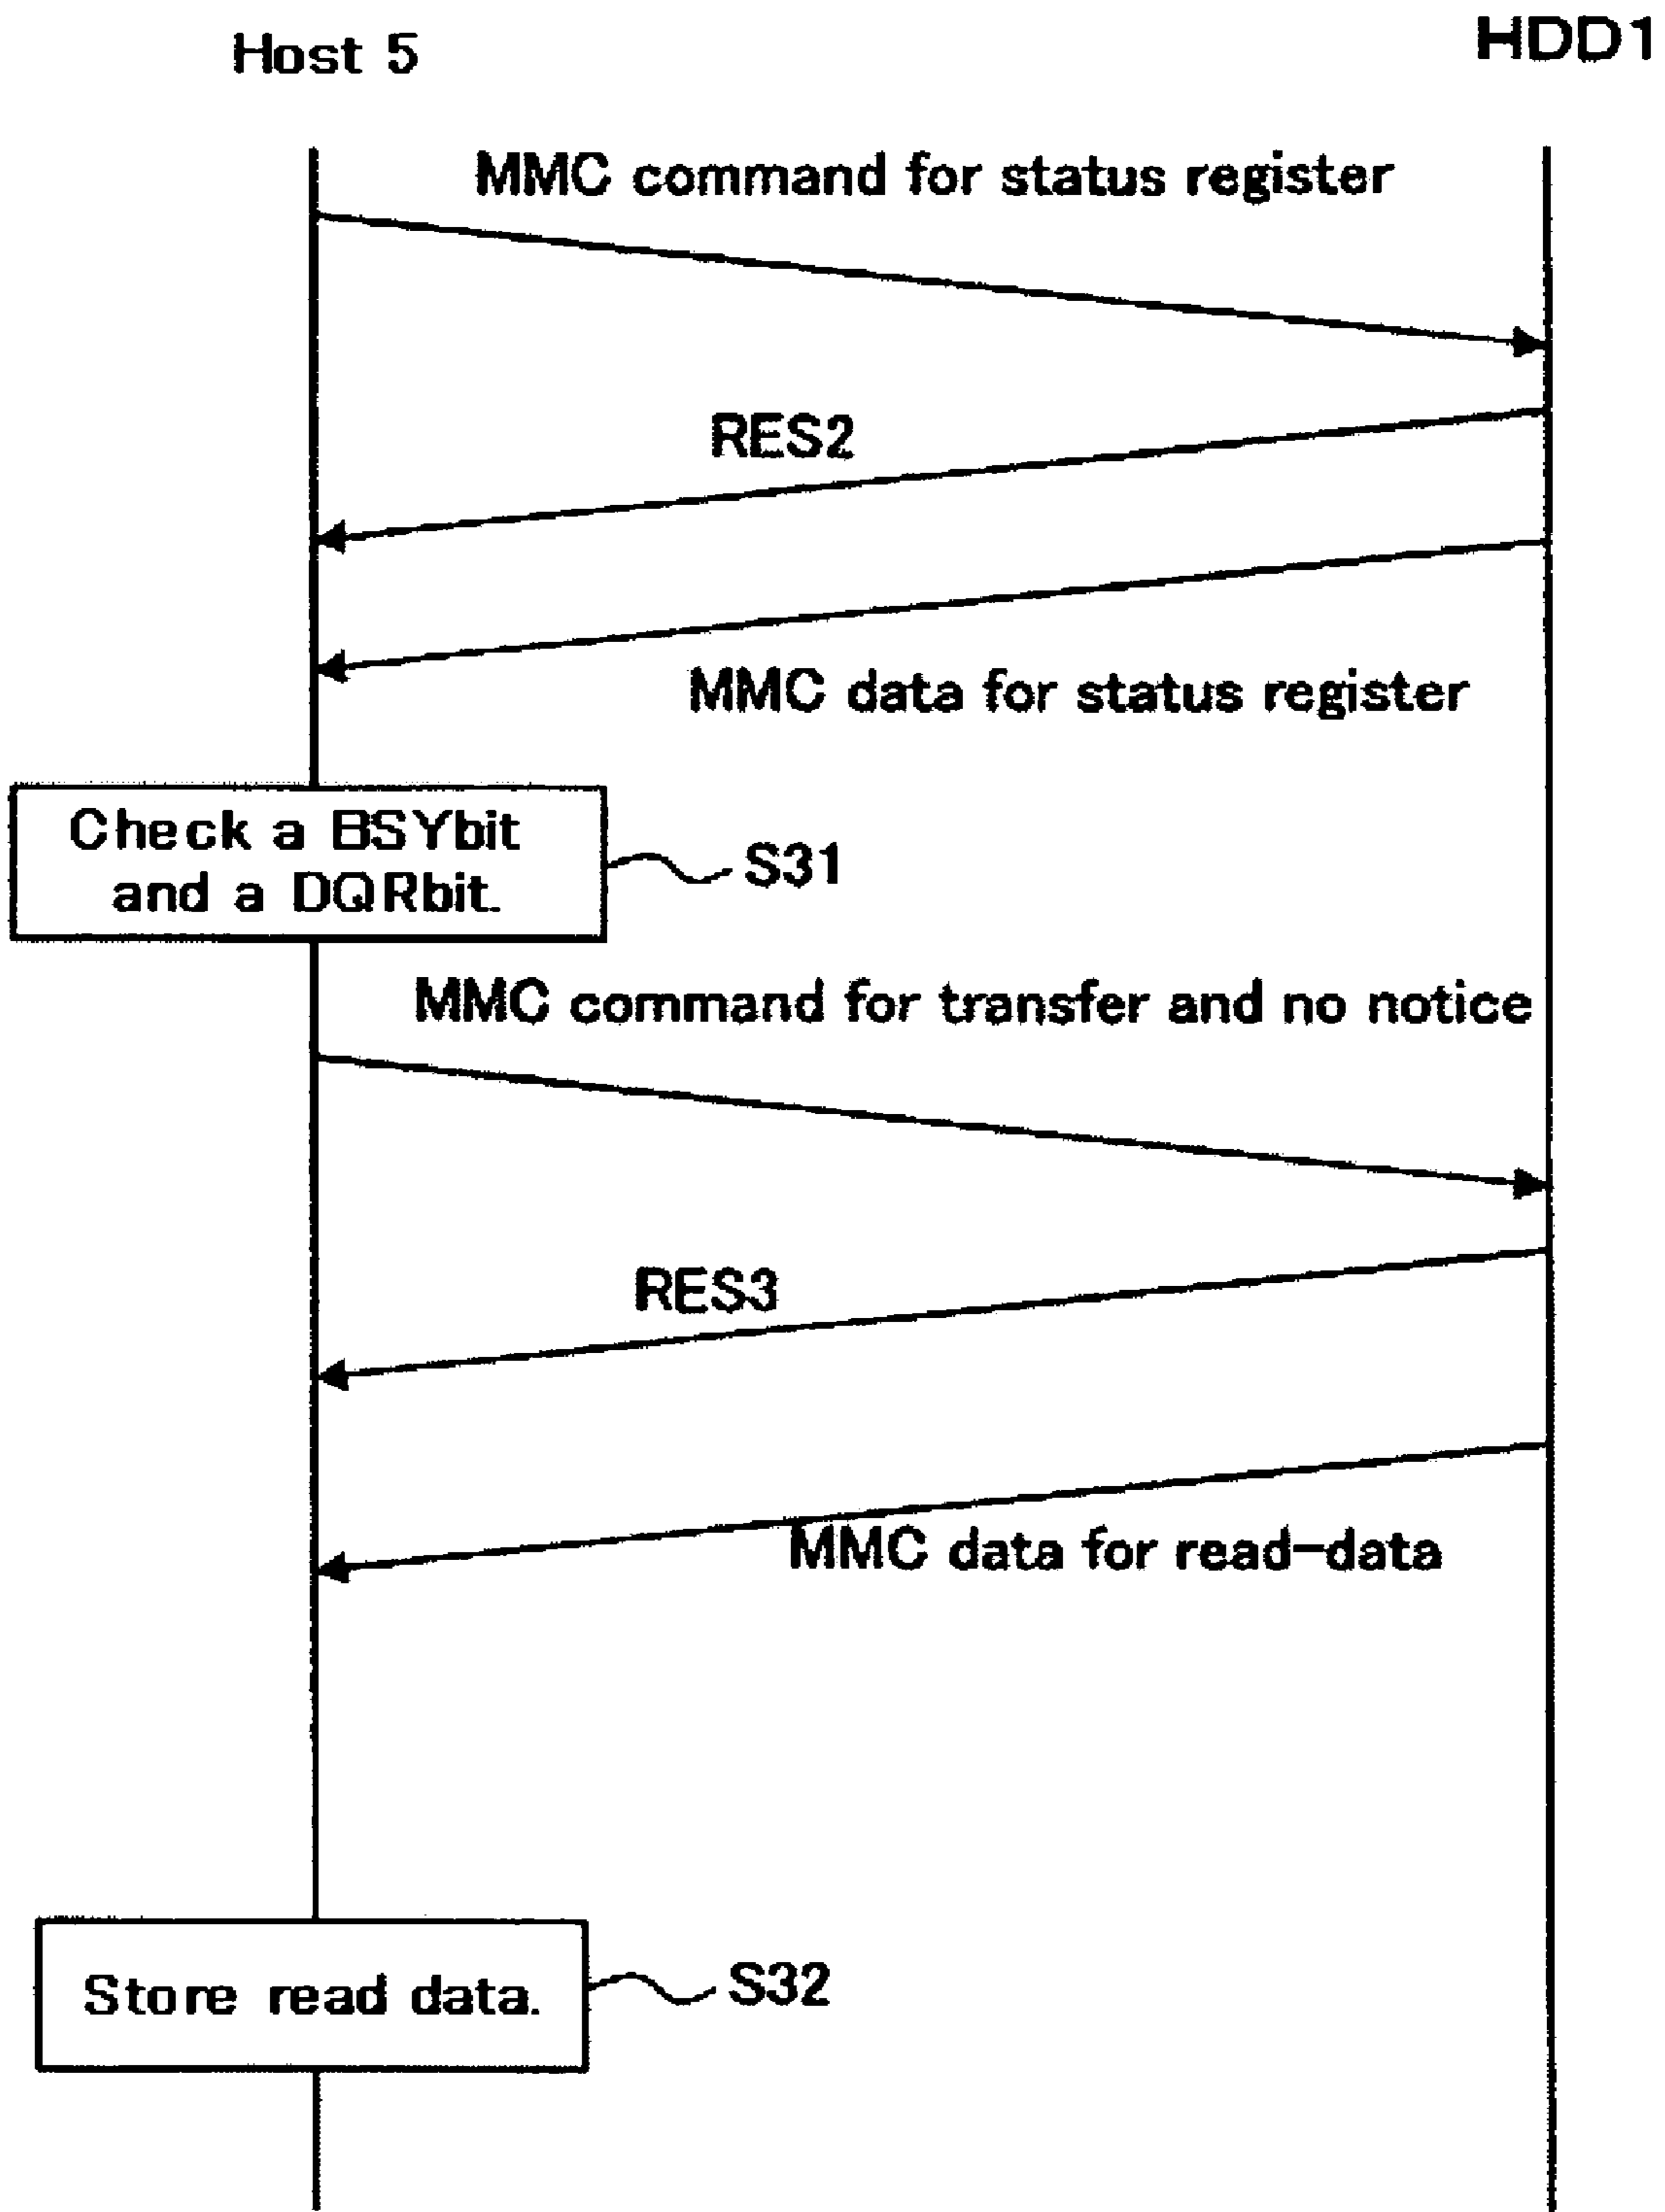 Host 5
HDD1
MMC command for status register
RES2
MMC data for status register
Check a BSYbit
and a DQRbit.
S31
MMC command for transfer and no notice
RES3
MMC data for read-data
Store read data.
S32